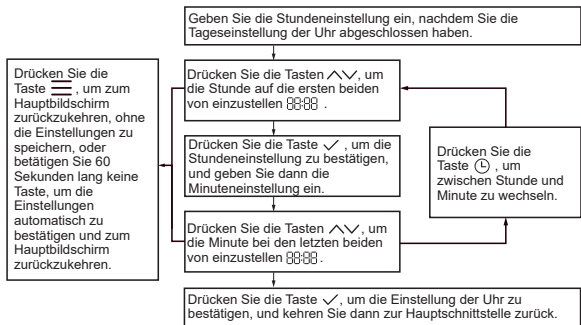 Geben Sie die Stundeneinstellung ein, nachdem Sie die
Tageseinstellung der Uhr abgeschlossen haben.
Drücken Sie die
Taste ☰ , um zum
Hauptbildschirm
zurückzukehren, ohne
die Einstellungen zu
speichern, oder
betätigen Sie 60
Sekunden lang keine
Taste, um die
Einstellungen
automatisch zu
bestätigen und zum
Hauptbildschirm
zurückzukehren.
Drücken Sie die Tasten ∧∨, um
die Stunde auf die ersten beiden
von einzustellen 88:88 .
Drücken Sie die Taste ✓ , um die
Stundeneinstellung zu bestätigen,
und geben Sie dann die
Minuteneinstellung ein.
Drücken Sie die Tasten ∧∨, um
die Minute bei den letzten beiden
von einzustellen 88:88 .
Drücken Sie die
Taste 🕒 , um
zwischen Stunde und
Minute zu wechseln.
Drücken Sie die Taste ✓, um die Einstellung der Uhr zu
bestätigen, und kehren Sie dann zur Hauptschnittstelle zurück.